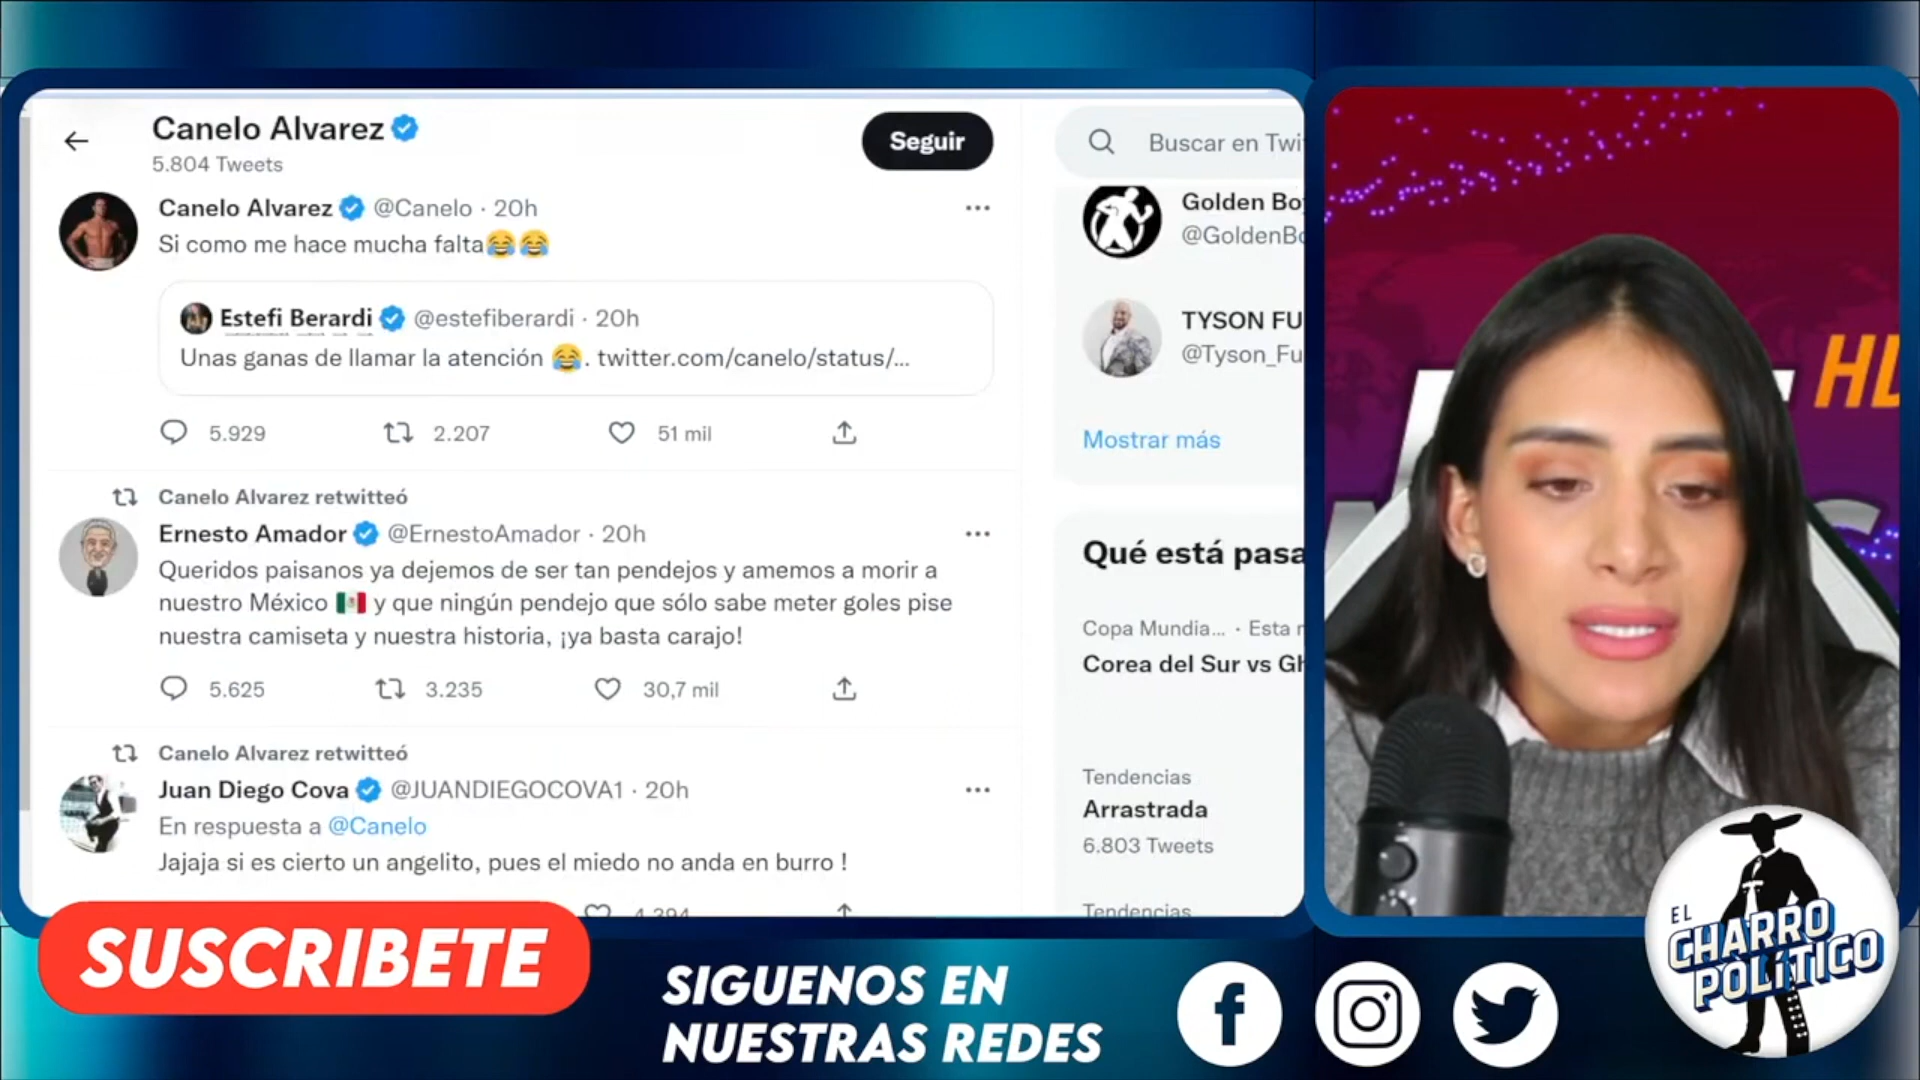 Canelo Alvarez
5.804 Tweets
Seguir
Canelo Alvarez @Canelo · 20h
Si como me hace mucha falta😂😂
Estefi Berardi @estefiberardi · 20h
Unas ganas de llamar la atención 😂. twitter.com/canelo/status/...
5.929 2.207 51 mil
Canelo Alvarez retwitteó
Ernesto Amador @ErnestoAmador · 20h
Queridos paisanos ya dejemos de ser tan pendejos y amemos a morir a
nuestro México 🇲🇽 y que ningún pendejo que sólo sabe meter goles pise
nuestra camiseta y nuestra historia, ¡ya basta carajo!
5.625 3.235 30,7 mil
Canelo Alvarez retwitteó
Juan Diego Cova @JUANDIEGOCOVA1 · 20h
En respuesta a @Canelo
Jajaja si es cierto un angelito, pues el miedo no anda en burro !
4.394
Buscar en Twi
Golden Bo
@GoldenBo
TYSON FU
@Tyson_Fu
Mostrar más
Qué está pasa
Copa Mundia... · Esta
Corea del Sur vs Gh
Tendencias
Arrastrada
6.803 Tweets
Tendencias
HD
SUSCRIBETE
SIGUENOS EN
NUESTRAS REDES
EL
CHARRO
POLÍTICO